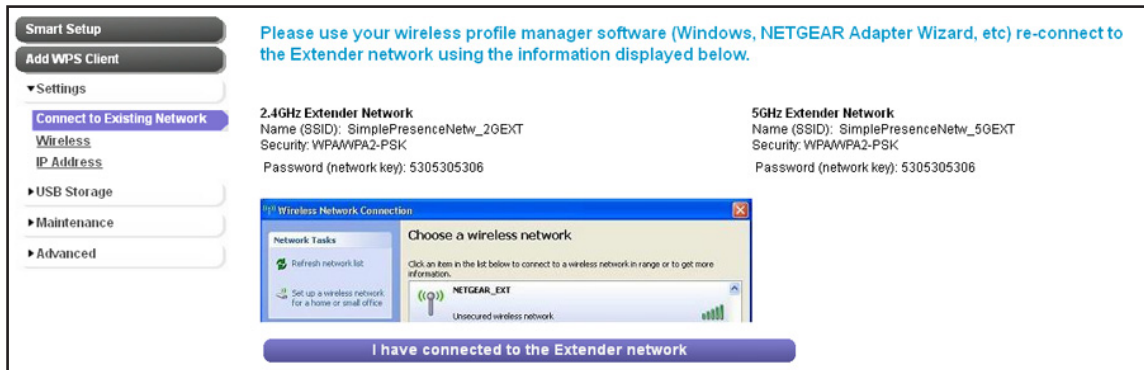 Smart Setup
Add WPS Client
▼Settings
Connect to Existing Network
Wireless
IP Address
►USB Storage
►Maintenance
►Advanced
Please use your wireless profile manager software (Windows, NETGEAR Adapter Wizard, etc) re-connect to
the Extender network using the information displayed below.
2.4GHz Extender Network
Name (SSID): SimplePresenceNetw_2GEXT
Security: WPA/WPA2-PSK
Password (network key): 5305305306
5GHz Extender Network
Name (SSID): SimplePresenceNetw_5GEXT
Security: WPA/WPA2-PSK
Password (network key): 5305305306
Wireless Network Connection
Network Tasks
Refresh network list
Set up a wireless network
for a home or small office
Choose a wireless network
Click an item in the list below to connect to a wireless network in range or to get more
information.
NETGEAR_EXT
Unsecured wireless network
I have connected to the Extender network